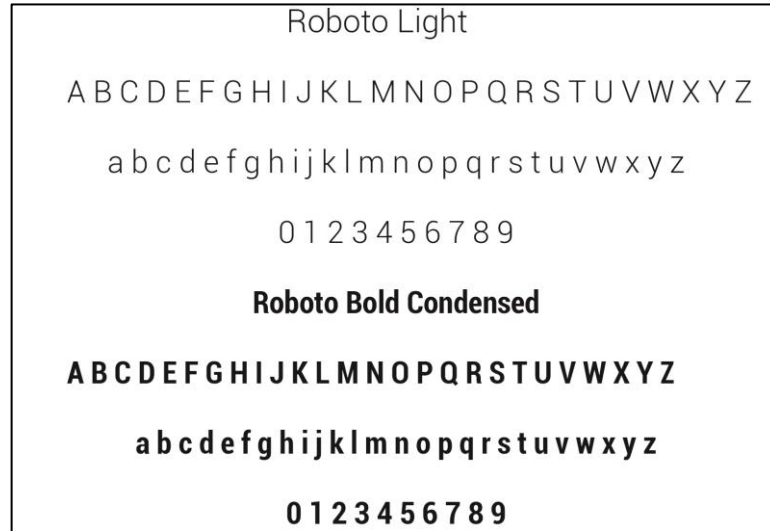 Roboto Light
A B C D E F G H I J K L M N O P Q R S T U V W X Y Z
a b c d e f g h i j k l m n o p q r s t u v w x y z
0 1 2 3 4 5 6 7 8 9
Roboto Bold Condensed
A B C D E F G H I J K L M N O P Q R S T U V W X Y Z
a b c d e f g h i j k l m n o p q r s t u v w x y z
0 1 2 3 4 5 6 7 8 9